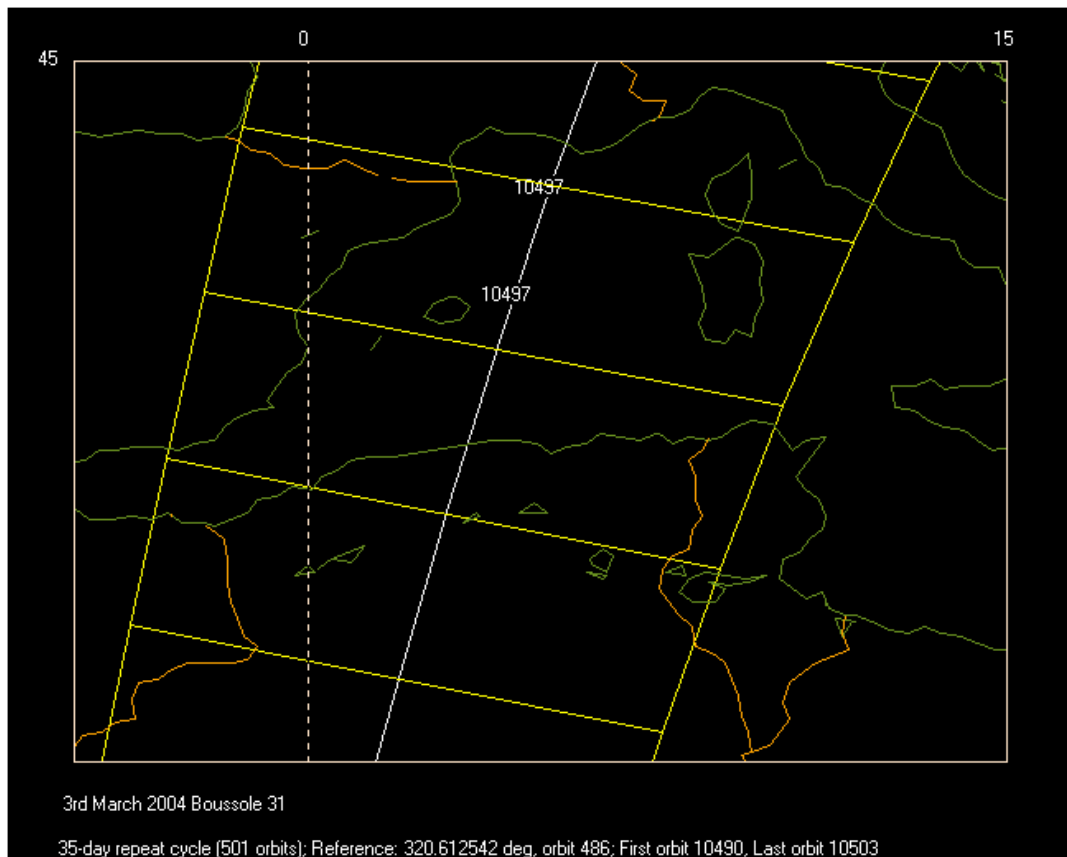 0
15
45
10497
10497
3rd March 2004 Boussole 31
35-day repeat cycle (501 orbits); Reference: 320.612542 deg, orbit 486; First orbit 10490, Last orbit 10503